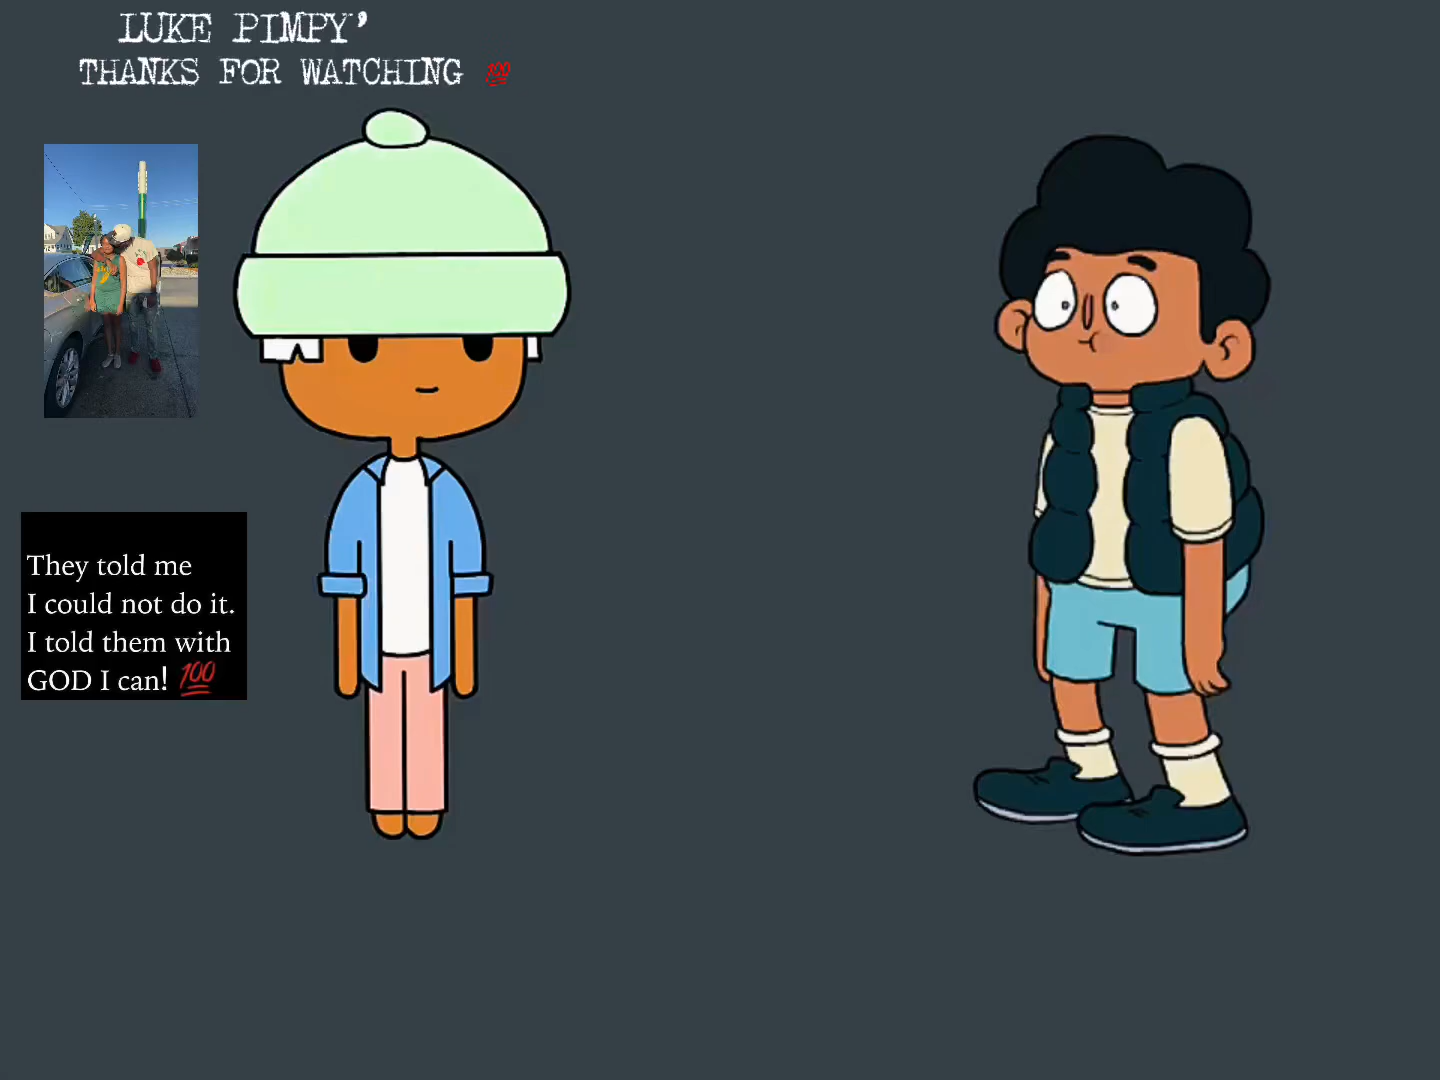 LUKE PIMPY’
THANKS FOR WATCHING 💯
They told me
I could not do it.
I told them with
GOD I can! 💯